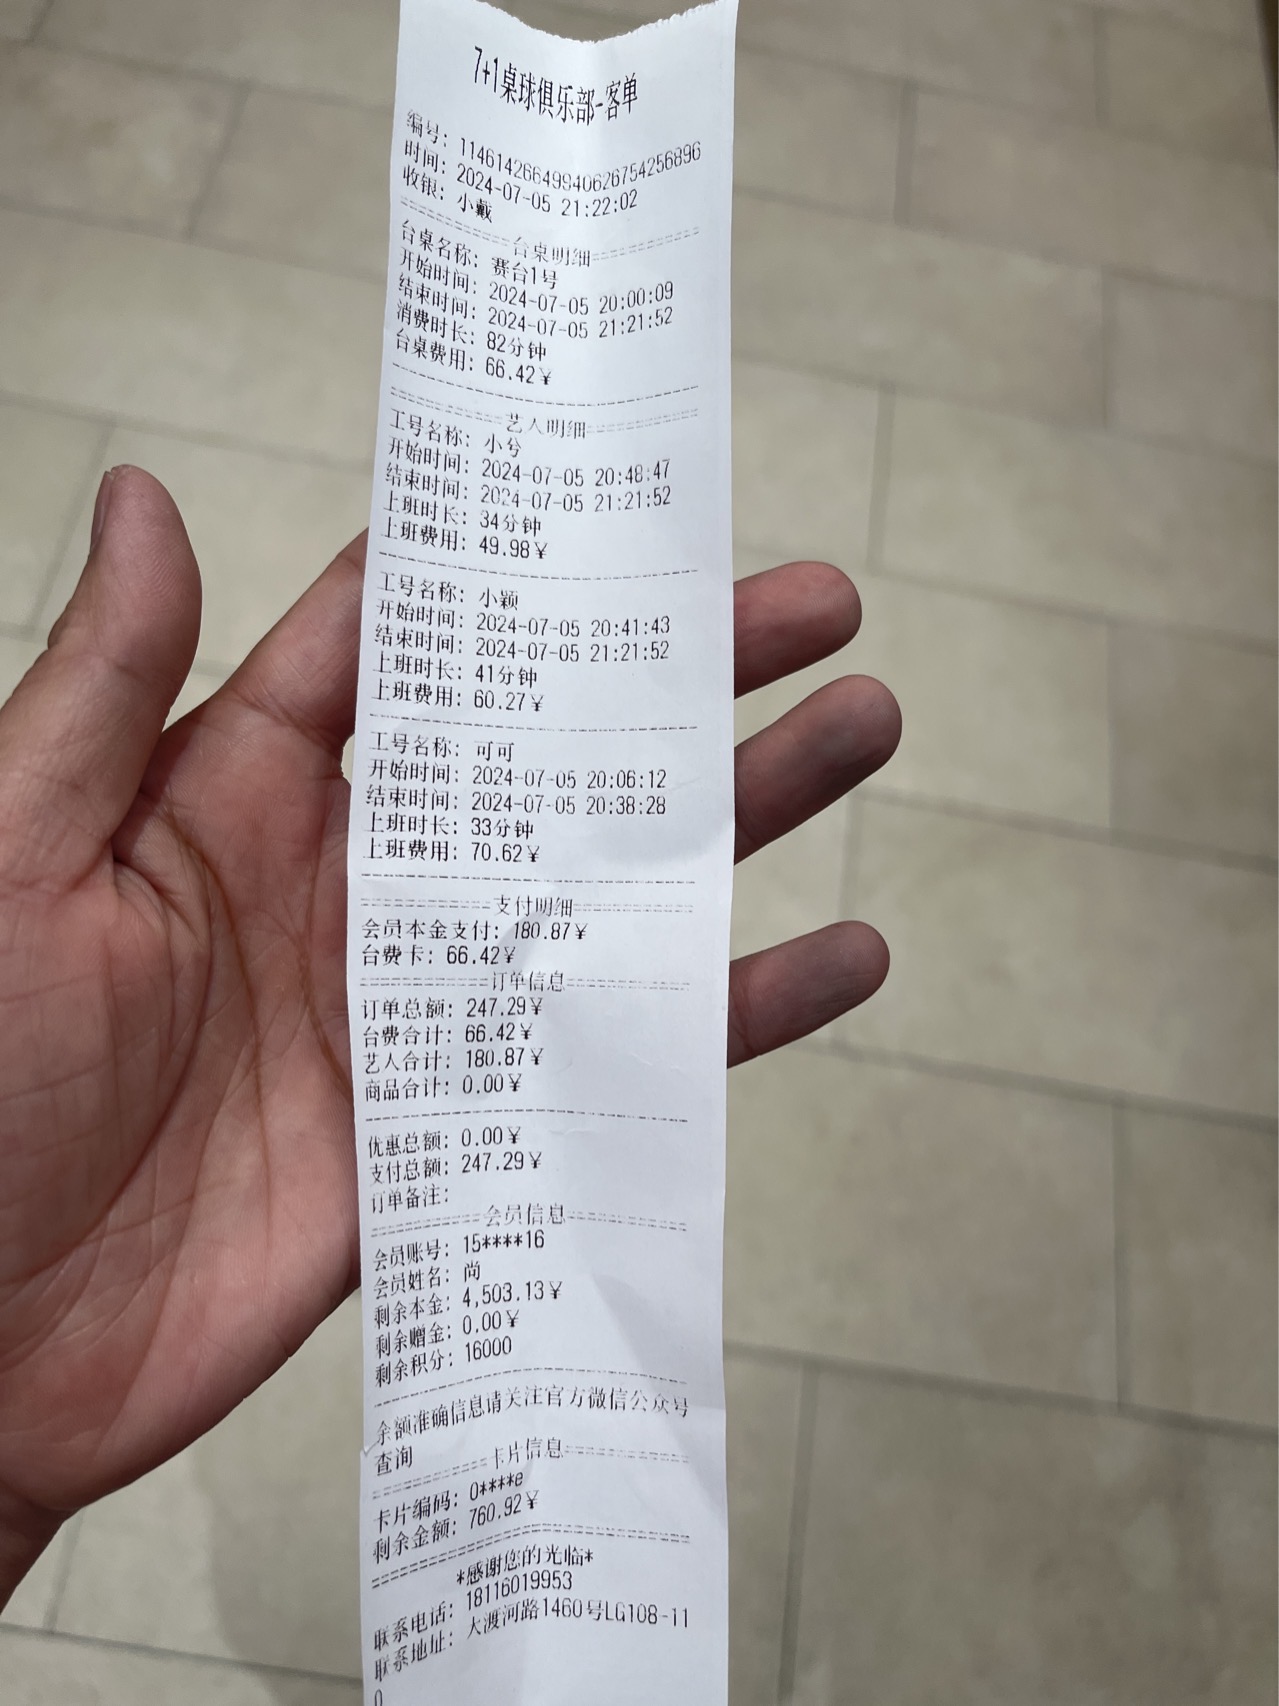 7+1桌球俱乐部-客单
编号: 1146142664994062675425​6896
时间: 2024-07-05 21:22:02
收银: 小戴
台桌明细
台桌名称: 赛台1号
开始时间: 2024-07-05 20:00:09
结束时间: 2024-07-05 21:21:52
消费时长: 82分钟
台桌费用: 66.42¥
艺人明细
工号名称: 小兮
开始时间: 2024-07-05 20:48:47
结束时间: 2024-07-05 21:21:52
上班时长: 34分钟
上班费用: 49.98¥
工号名称: 小颖
开始时间: 2024-07-05 20:41:43
结束时间: 2024-07-05 21:21:52
上班时长: 41分钟
上班费用: 60.27¥
工号名称: 可可
开始时间: 2024-07-05 20:06:12
结束时间: 2024-07-05 20:38:28
上班时长: 33分钟
上班费用: 70.62¥
支付明细
会员本金支付: 180.87¥
台费卡: 66.42¥
订单信息
订单总额: 247.29¥
台费合计: 66.42¥
艺人合计: 180.87¥
商品合计: 0.00¥
优惠总额: 0.00¥
支付总额: 247.29¥
订单备注:
会员信息
会员账号: 15****16
会员姓名: 尚
剩余本金: 4,503.13¥
剩余赠金: 0.00¥
剩余积分: 16000
余额准确信息请关注官方微信公众号
查询
卡片信息
卡片编码: 0****e
剩余金额: 760.92¥
*感谢您的光临*
联系电话: 18116019953
联系地址: 大渡河路1460号LG108-11
0